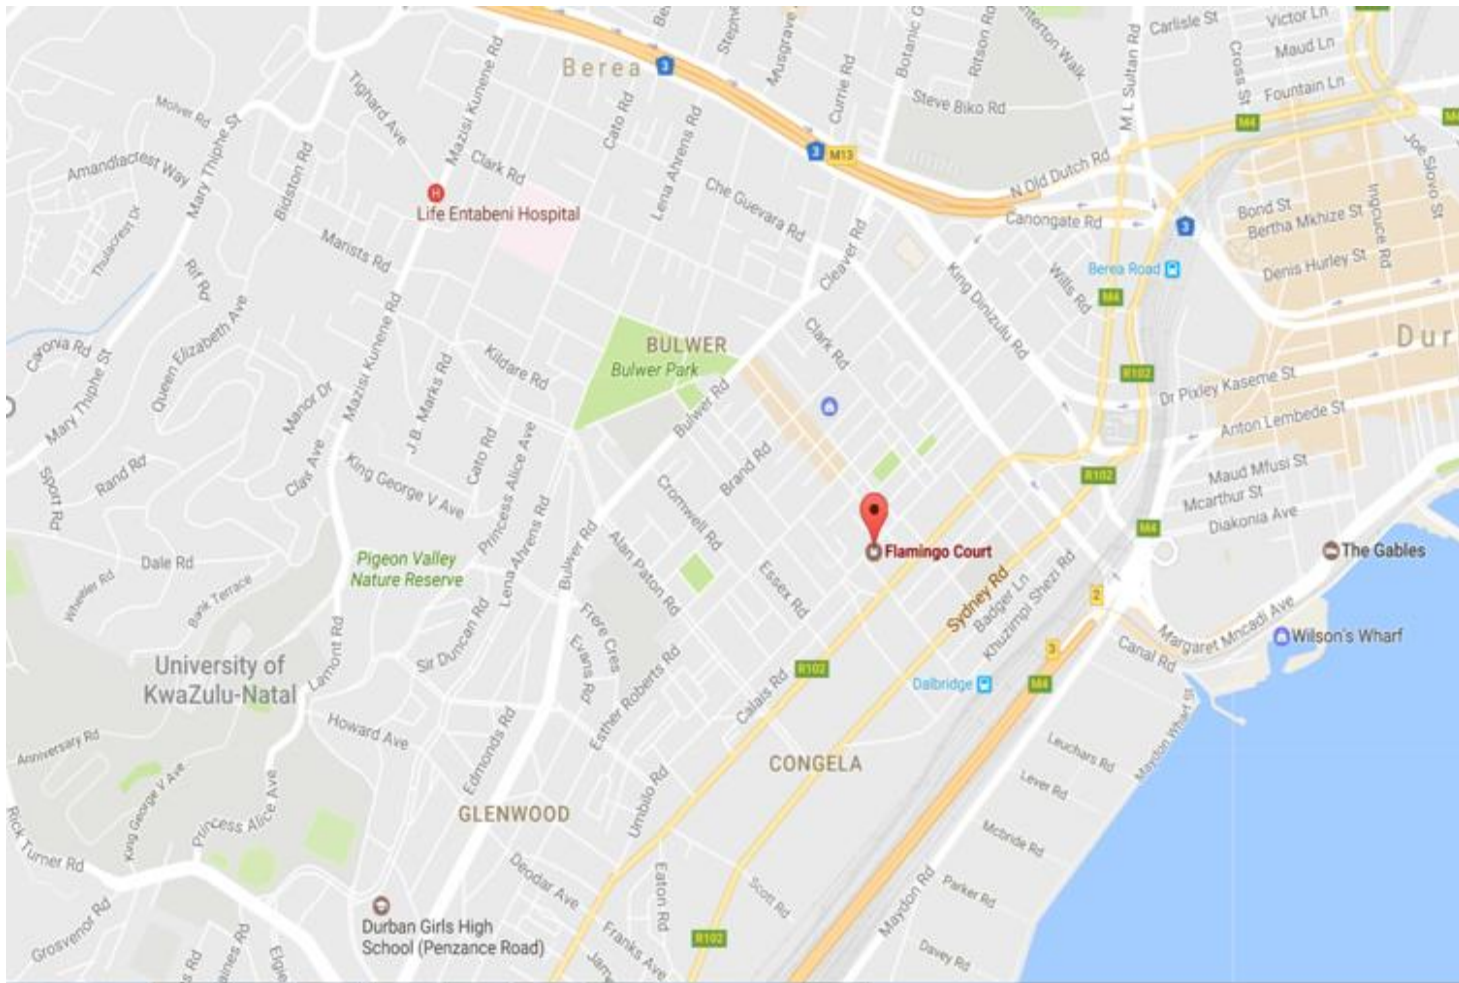 Berea
3
Mazisi Kunene Rd
Cato Rd
Musgrave
Currie Rd
Botanic G
Ritson Rd
M L Sultan Rd
Carlisle St
Victor Ln
Maud Ln
Cross St
Fountain Ln
M4
Steve Biko Rd
Tighard Ave
Molver Rd
Amandlacrest Way
Mary Thiphe St
Bidston Rd
Clark Rd
Lena Ahrens Rd
3
M13
N Old Dutch Rd
Joe Slovo St
H
Life Entabeni Hospital
Che Guevara Rd
Canongate Rd
3
Bond St
Bertha Mkhize St
Ingcuce Rd
Denis Hurley St
Thulacrest Dr
Marists Rd
Cleaver Rd
King Dinizulu Rd
Wills Rd
Berea Road
M4
Rif Rd
Queen Elizabeth Ave
Mazisi Kunene Rd
Caronia Rd
Mary Thiphe St
Manor Dr
J.B. Marks Rd
Kildare Rd
BULWER
Bulwer Park
Bulwer Rd
Clark Rd
R102
Dur
Dr Pixley Kaseme St
Anton Lembede St
Sport Rd
Rand Rd
Clair Ave
King George V Ave
Cato Rd
Princess Alice Ave
Lena Ahrens Rd
Cromwell Rd
Brand Rd
R102
Maud Mfusi St
Mcarthur St
Diakonia Ave
M4
Dale Rd
Wheeler Rd
Bank Terrace
Pigeon Valley
Nature Reserve
Bulwer Rd
Alan Paton Rd
Essex Rd
Flamingo Court
Sydney Rd
Badger Ln
Khuzimpi Shezi Rd
2
The Gables
Margaret Mncadi Ave
Wilson's Wharf
University of
KwaZulu-Natal
Lamont Rd
Sir Duncan Rd
Frere Cres
Evans Rd
Esther Roberts Rd
R102
Calais Rd
Dalbridge
3
M4
Canal Rd
Maydon Wharf St
Anniversary Rd
Howard Ave
Edmonds Rd
CONGELA
Leuchars Rd
Lever Rd
King George V Ave
Princess Alice Ave
GLENWOOD
Umbilo Rd
Mcbride Rd
Rick Turner Rd
Deodar Ave
Eaton Rd
Scott Rd
Maydon Rd
Parker Rd
Durban Girls High
School (Penzance Road)
Grosvenor Rd
Franks Ave
R102
Davey Rd